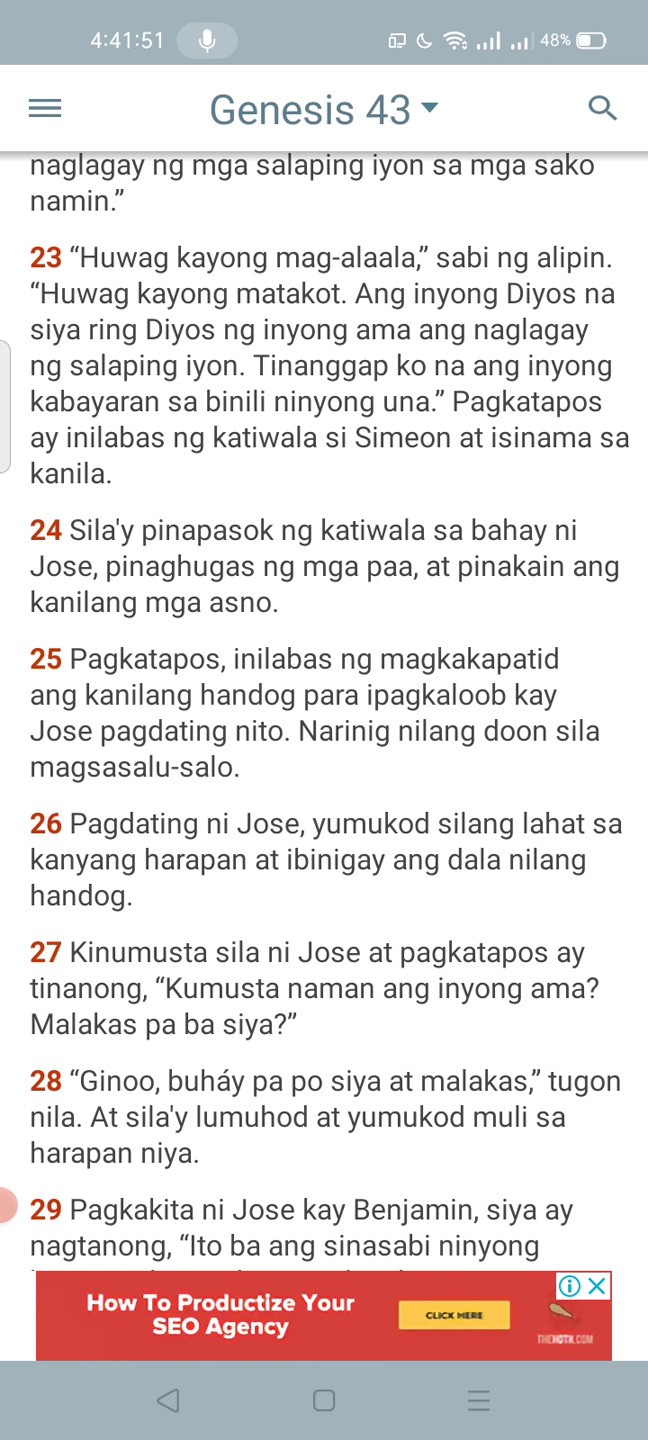 4:41:51
48%
Genesis 43
naglagay ng mga salaping iyon sa mga sako
namin.”
23 “Huwag kayong mag-alaala,” sabi ng alipin.
“Huwag kayong matakot. Ang inyong Diyos na
siya ring Diyos ng inyong ama ang naglagay
ng salaping iyon. Tinanggap ko na ang inyong
kabayaran sa binili ninyong una.” Pagkatapos
ay inilabas ng katiwala si Simeon at isinama sa
kanila.
24 Sila'y pinapasok ng katiwala sa bahay ni
Jose, pinaghugas ng mga paa, at pinakain ang
kanilang mga asno.
25 Pagkatapos, inilabas ng magkakapatid
ang kanilang handog para ipagkaloob kay
Jose pagdating nito. Narinig nilang doon sila
magsasalu-salo.
26 Pagdating ni Jose, yumukod silang lahat sa
kanyang harapan at ibinigay ang dala nilang
handog.
27 Kinumusta sila ni Jose at pagkatapos ay
tinanong, “Kumusta naman ang inyong ama?
Malakas pa ba siya?”
28 “Ginoo, buháy pa po siya at malakas,” tugon
nila. At sila'y lumuhod at yumukod muli sa
harapan niya.
29 Pagkakita ni Jose kay Benjamin, siya ay
nagtanong, “Ito ba ang sinasabi ninyong
How To Productize Your
SEO Agency
CLICK HERE
THEHOTH.COM